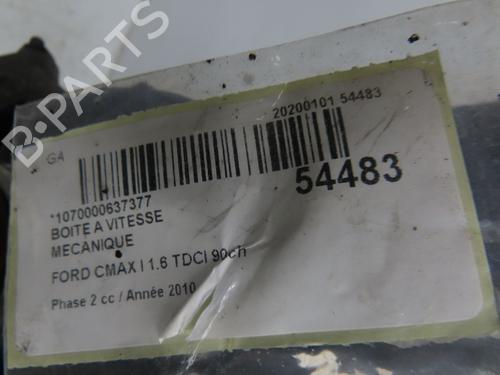 B-PARTS
GA
20200101 54483
*1070000637377
54483
BOITE A VITESSE
MECANIQUE
FORD CMAX I 1.6 TDCI 90ch
Phase 2 cc / Année 2010